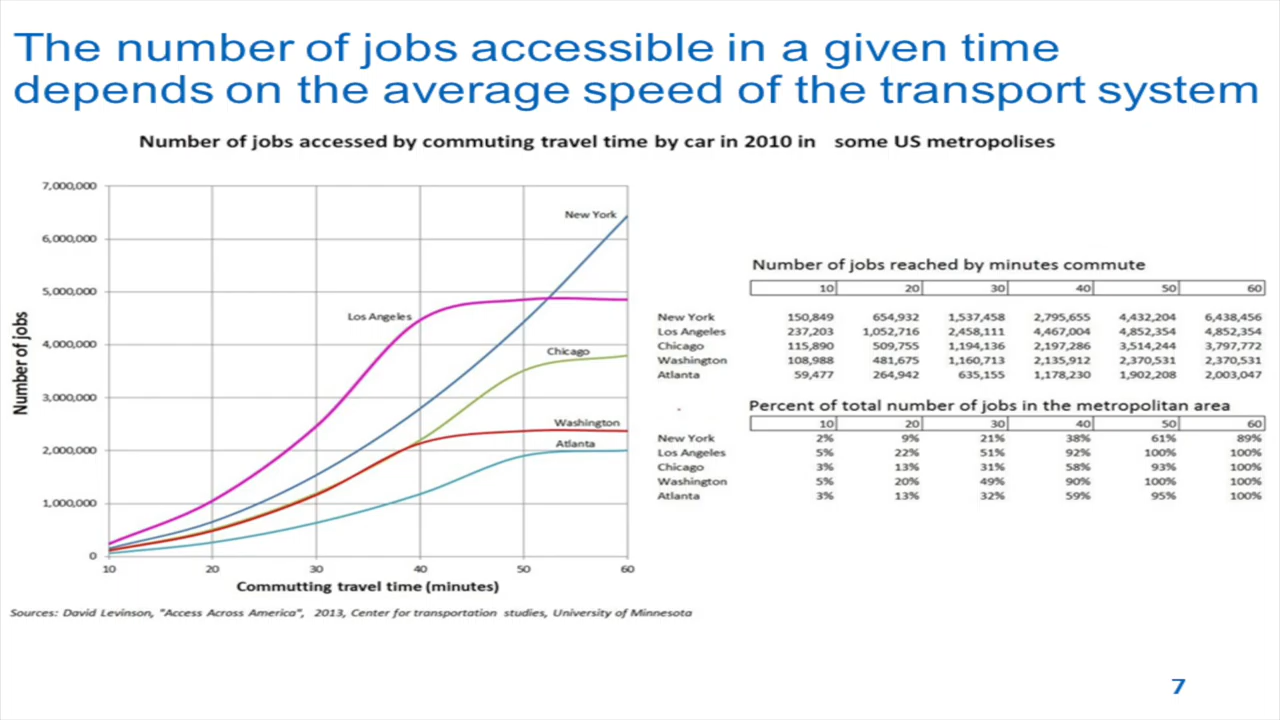 The number of jobs accessible in a given time
depends on the average speed of the transport system
Number of jobs accessed by commuting travel time by car in 2010 in some US metropolises
Number of jobs
7,000,000
6,000,000
5,000,000
4,000,000
3,000,000
2,000,000
1,000,000
0
10 20 30 40 50 60
New York
Los Angeles
Chicago
Washington
Atlanta
Commutting travel time (minutes)
Number of jobs reached by minutes commute
10 20 30 40 50 60
New York 150,849 654,932 1,537,458 2,795,655 4,432,204 6,438,456
Los Angeles 237,203 1,052,716 2,458,111 4,467,004 4,852,354 4,852,354
Chicago 115,890 509,755 1,194,136 2,197,286 3,514,244 3,797,772
Washington 108,988 481,675 1,160,713 2,135,912 2,370,531 2,370,531
Atlanta 59,477 264,942 635,155 1,178,230 1,902,208 2,003,047
Percent of total number of jobs in the metropolitan area
10 20 30 40 50 60
New York 2% 9% 21% 38% 61% 89%
Los Angeles 5% 22% 51% 92% 100% 100%
Chicago 3% 13% 31% 58% 93% 100%
Washington 5% 20% 49% 90% 100% 100%
Atlanta 3% 13% 32% 59% 95% 100%
Sources: David Levinson, "Access Across America", 2013, Center for transportation studies, University of Minnesota
7